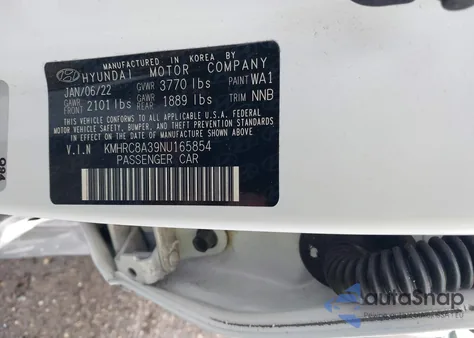 MANUFACTURED IN KOREA BY
HYUNDAI MOTOR COMPANY
JAN/06/22 GVWR 3770 lbs PAINT WA1
GAWR FRONT 2101 lbs GAWR REAR 1889 lbs TRIM NNB
THIS VEHICLE CONFORMS TO ALL APPLICABLE U.S.A. FEDERAL
MOTOR VEHICLE SAFETY, BUMPER, AND THEFT PREVENTION
STANDARDS IN EFFECT ON THE DATE OF MANUFACTURE SHOWN ABOVE.
V.I.N KMHRC8A39NU165854
PASSENGER CAR
084
autoSnap